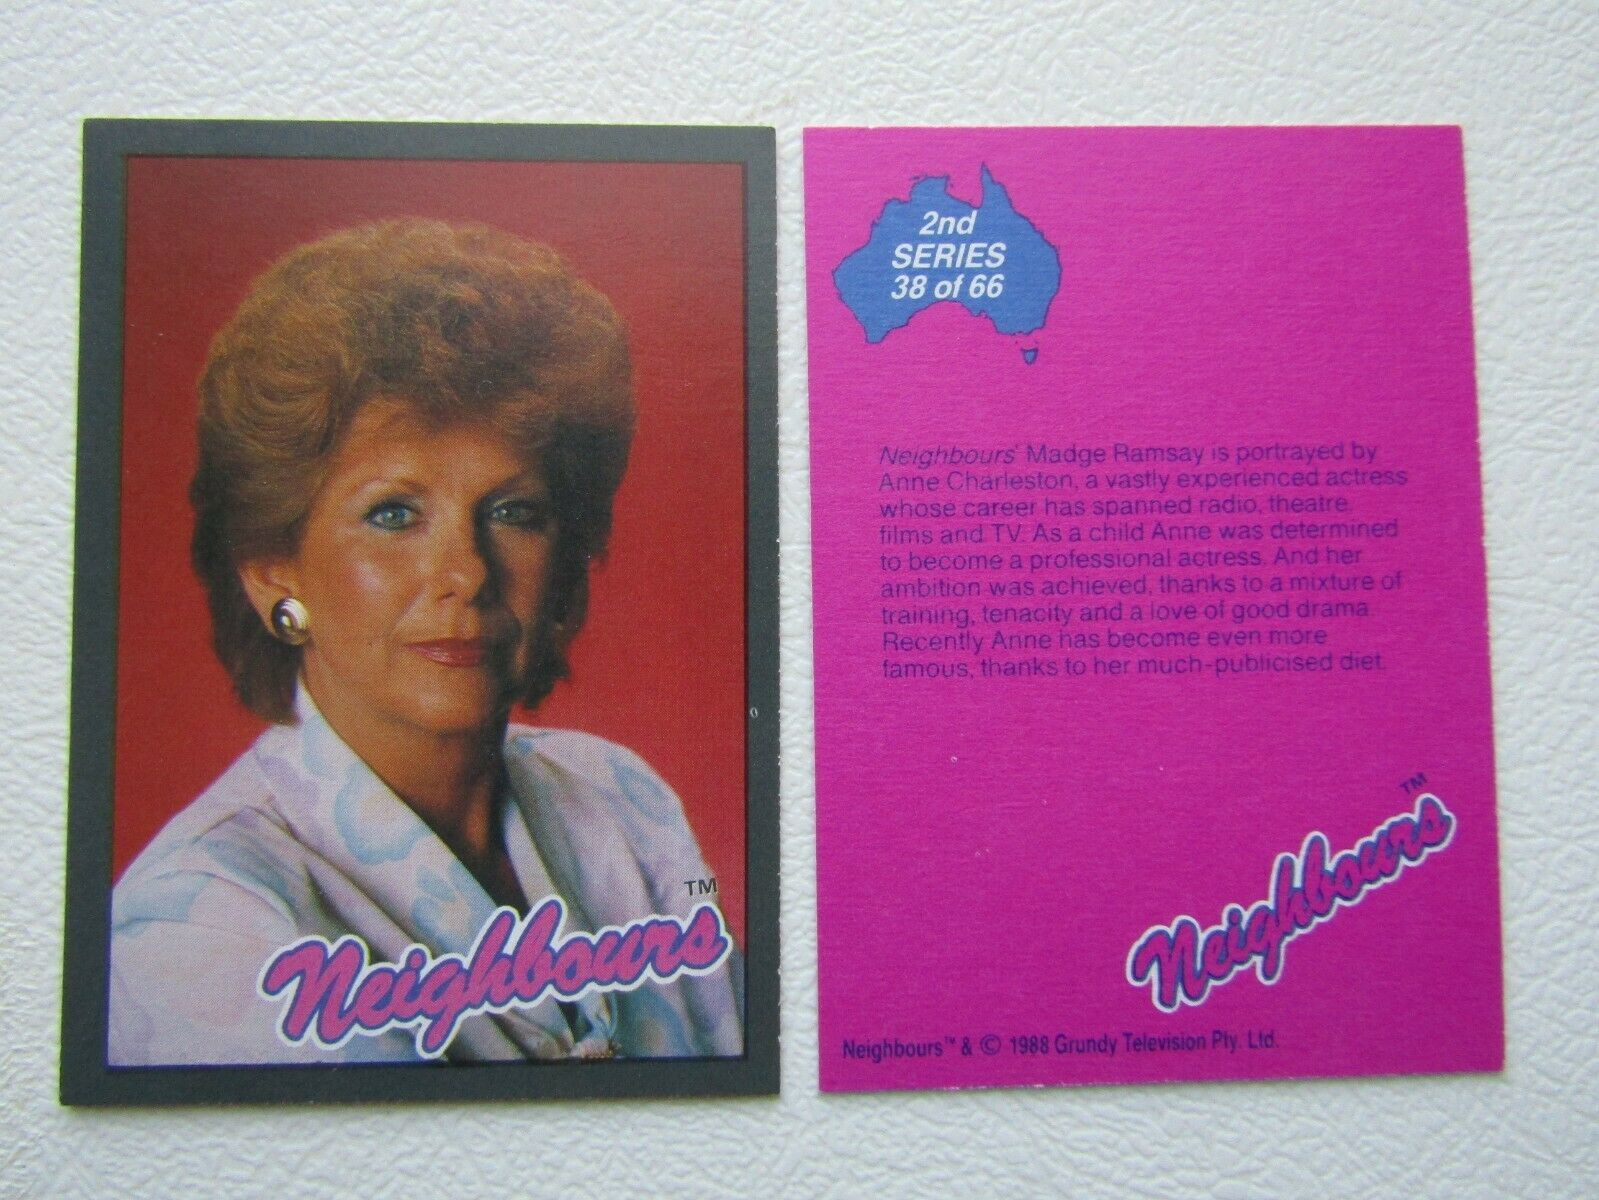 Neighbours TM
2nd
SERIES
38 of 66
Neighbours' Madge Ramsay is portrayed by
Anne Charleston, a vastly experienced actress
whose career has spanned radio, theatre,
films and TV. As a child Anne was determined
to become a professional actress. And her
ambition was achieved, thanks to a mixture of
training, tenacity and a love of good drama.
Recently Anne has become even more
famous, thanks to her much-publicised diet.
Neighbours TM
Neighbours™ & © 1988 Grundy Television Pty. Ltd.